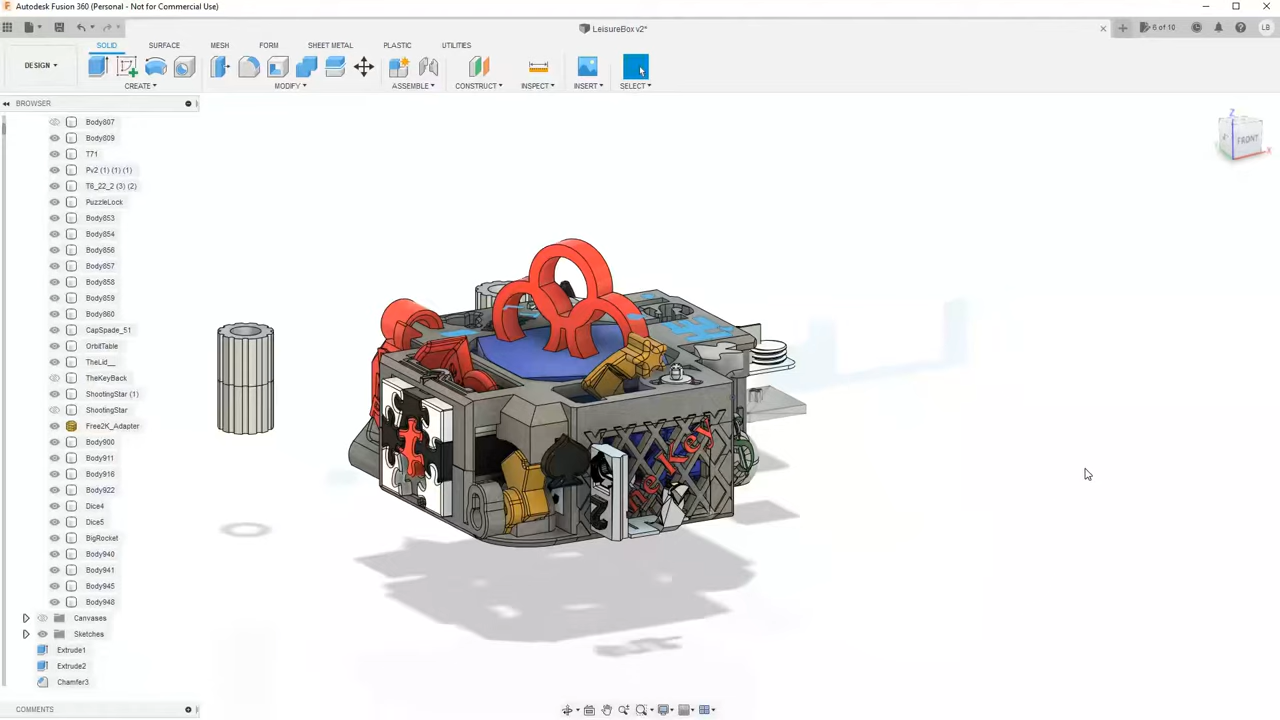 Autodesk Fusion 360 (Personal - Not for Commercial Use)
LeisureBox v2*
6 of 10
LB
SOLID SURFACE MESH FORM SHEET METAL PLASTIC UTILITIES
DESIGN
CREATE MODIFY ASSEMBLE CONSTRUCT INSPECT INSERT SELECT
BROWSER
Body807
Body809
T71
Pv2 (1) (1) (1)
T6_22_2 (3) (2)
PuzzleLock
Body853
Body854
Body856
Body857
Body858
Body859
Body860
CapSpade_51
OrbitTable
TheLid__
TheKeyBack
ShootingStar (1)
ShootingStar
Free2K_Adapter
Body900
Body911
Body916
Body922
Dice4
Dice5
BigRocket
Body940
Body941
Body945
Body948
Canvases
Sketches
Extrude1
Extrude2
Chamfer3
COMMENTS
Z
FRONT
X
The Key